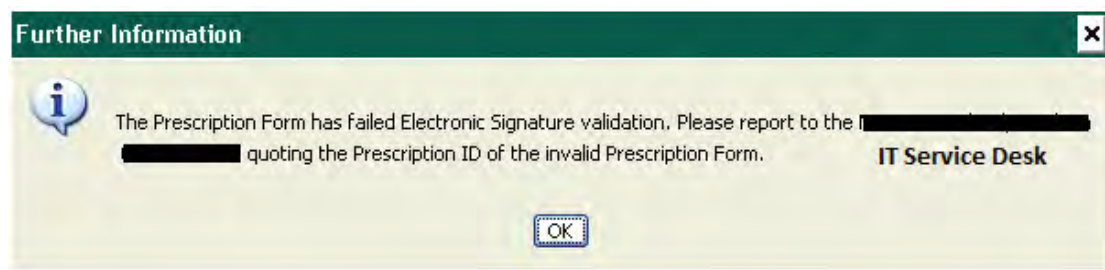 Further Information
The Prescription Form has failed Electronic Signature validation. Please report to the
quoting the Prescription ID of the invalid Prescription Form. IT Service Desk
OK